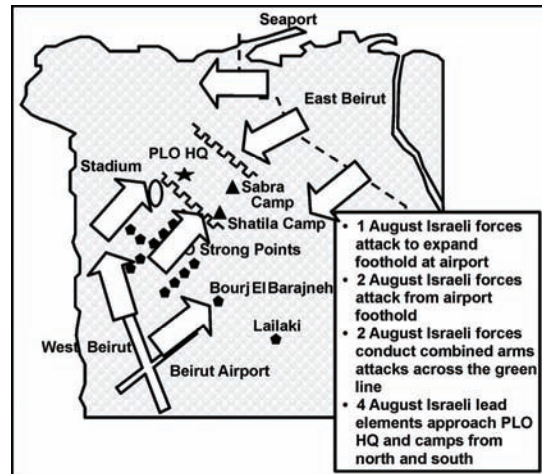 Seaport
East Beirut
PLO HQ
Stadium
Sabra
Camp
Shatila Camp
Strong Points
Bourj El Barajneh
Lailaki
West Beirut
Beirut Airport
• 1 August Israeli forces
attack to expand
foothold at airport
• 2 August Israeli forces
attack from airport
foothold
• 2 August Israeli forces
conduct combined arms
attacks across the green
line
• 4 August Israeli lead
elements approach PLO
HQ and camps from
north and south